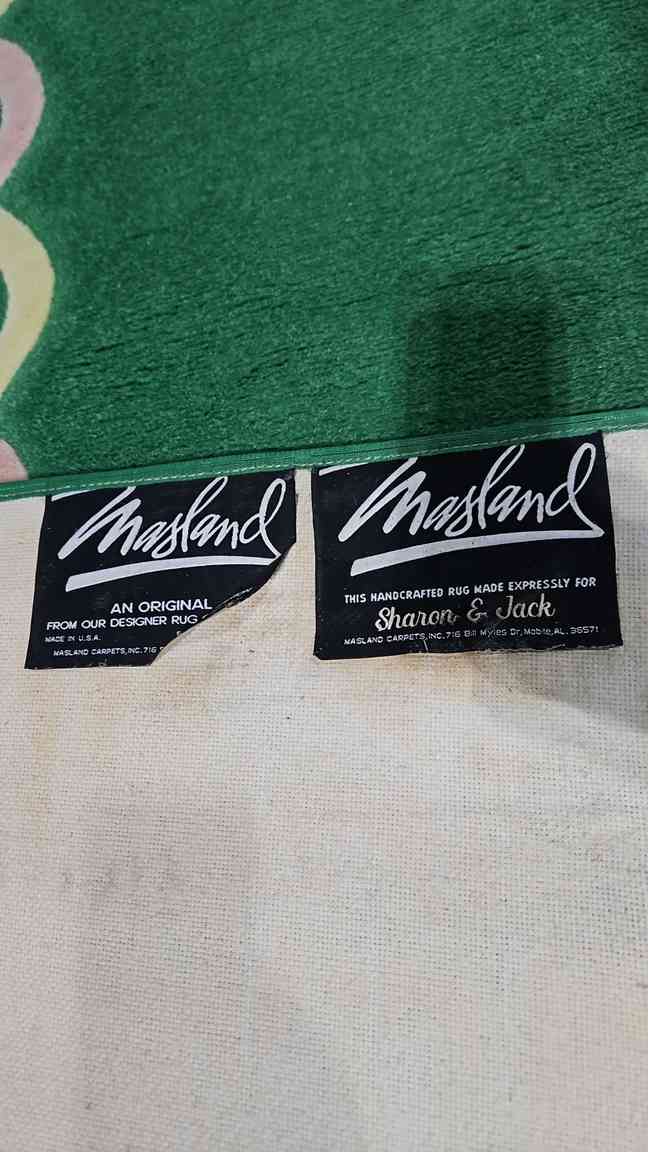 Masland
AN ORIGINAL
FROM OUR DESIGNER RUG
MADE IN U.S.A.
MASLAND CARPETS, INC. 716
Masland
THIS HANDCRAFTED RUG MADE EXPRESSLY FOR
Sharon & Jack
MASLAND CARPETS, INC. 716 Bill Myles Dr, Mobile, AL. 36571